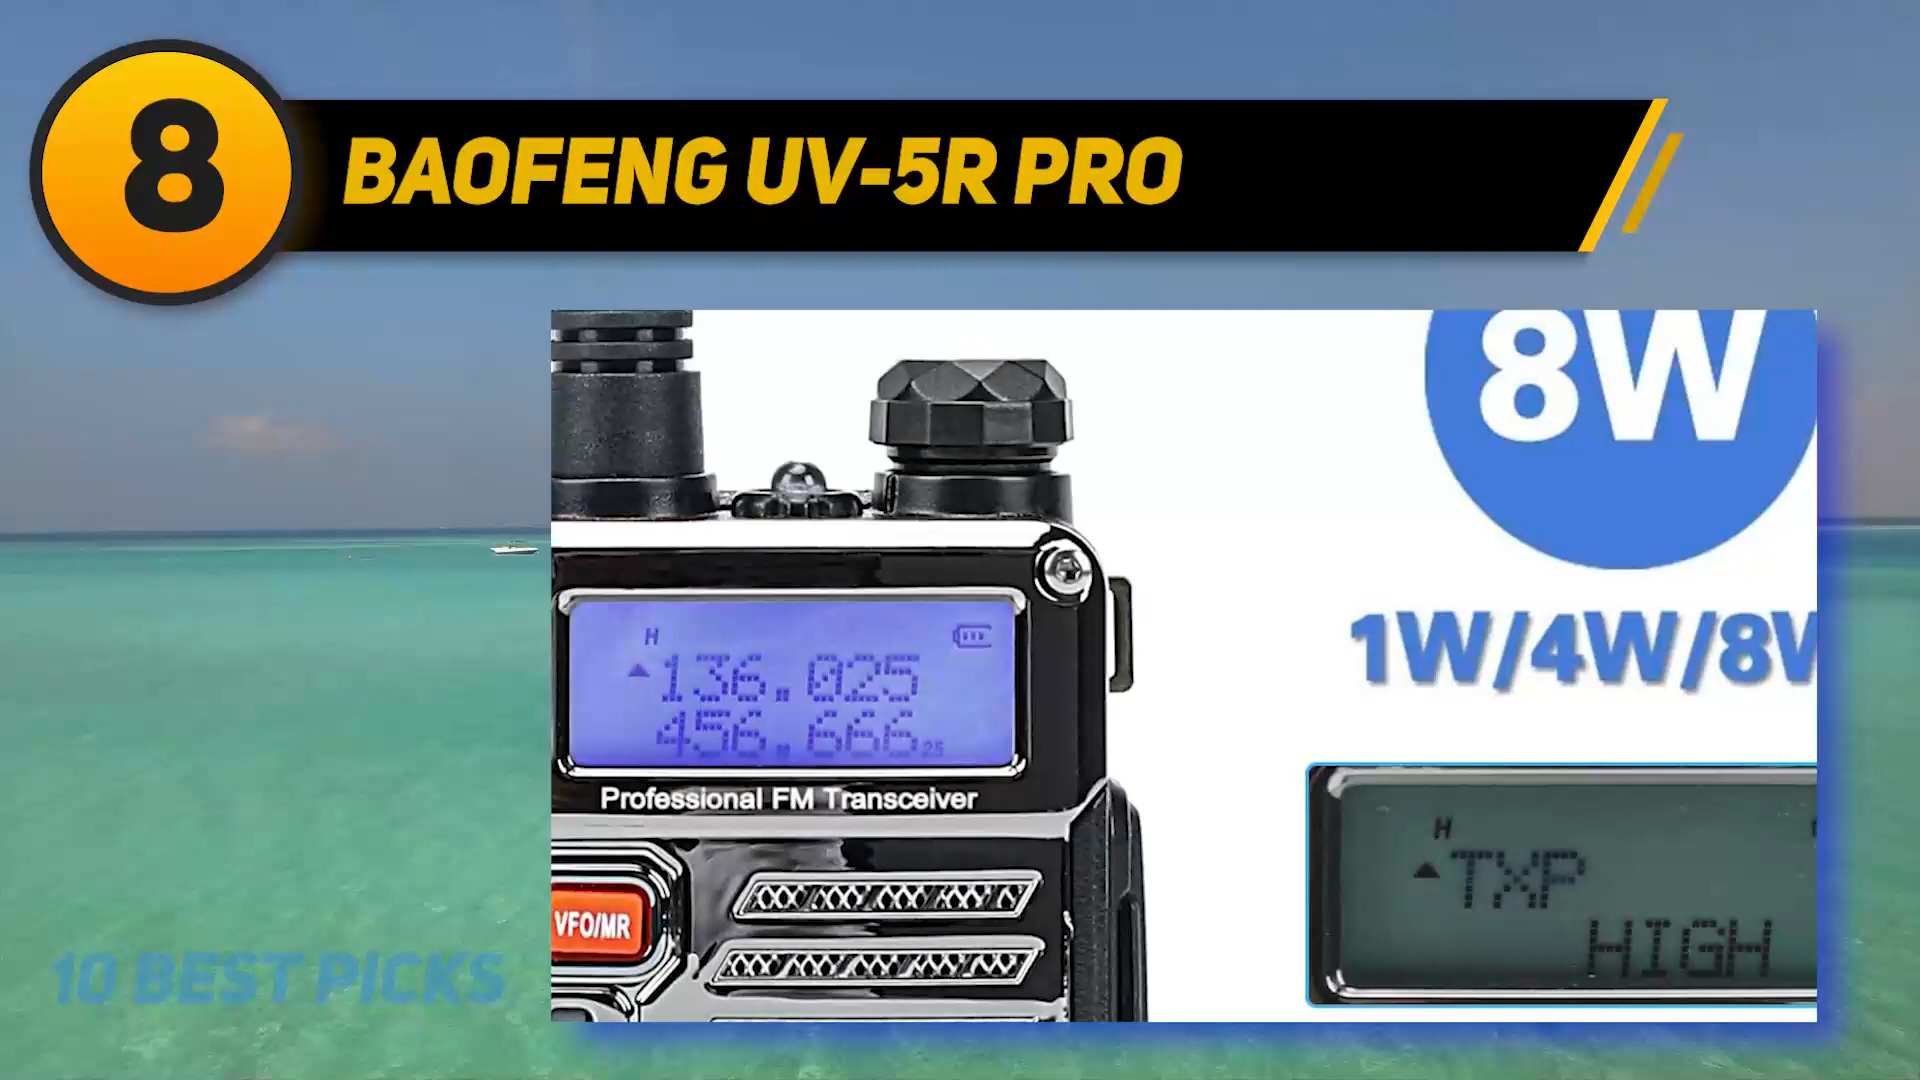 8
BAOFENG UV-5R PRO
8W
1W/4W/8W
H
136.025
456.666 25
Professional FM Transceiver
VFO/MR
H
TXP
HIGH
10 BEST PICKS